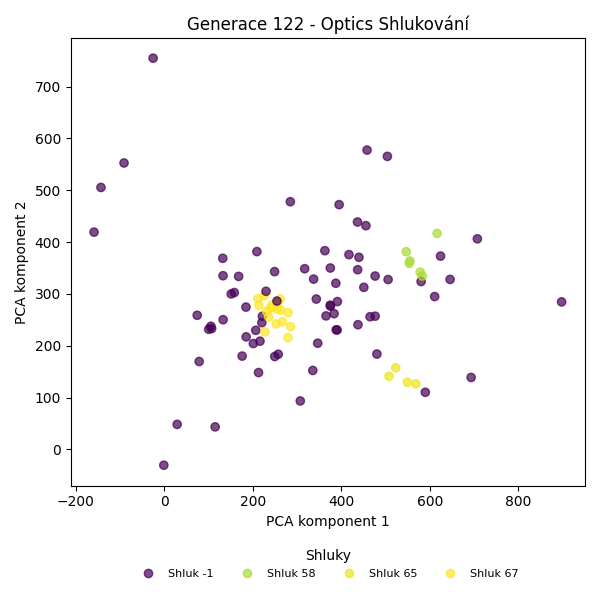 Generace 122 - Optics Shlukování
PCA komponent 2
700
600
500
400
300
200
100
0
−200
0
200
400
600
800
PCA komponent 1
Shluky
Shluk -1
Shluk 58
Shluk 65
Shluk 67